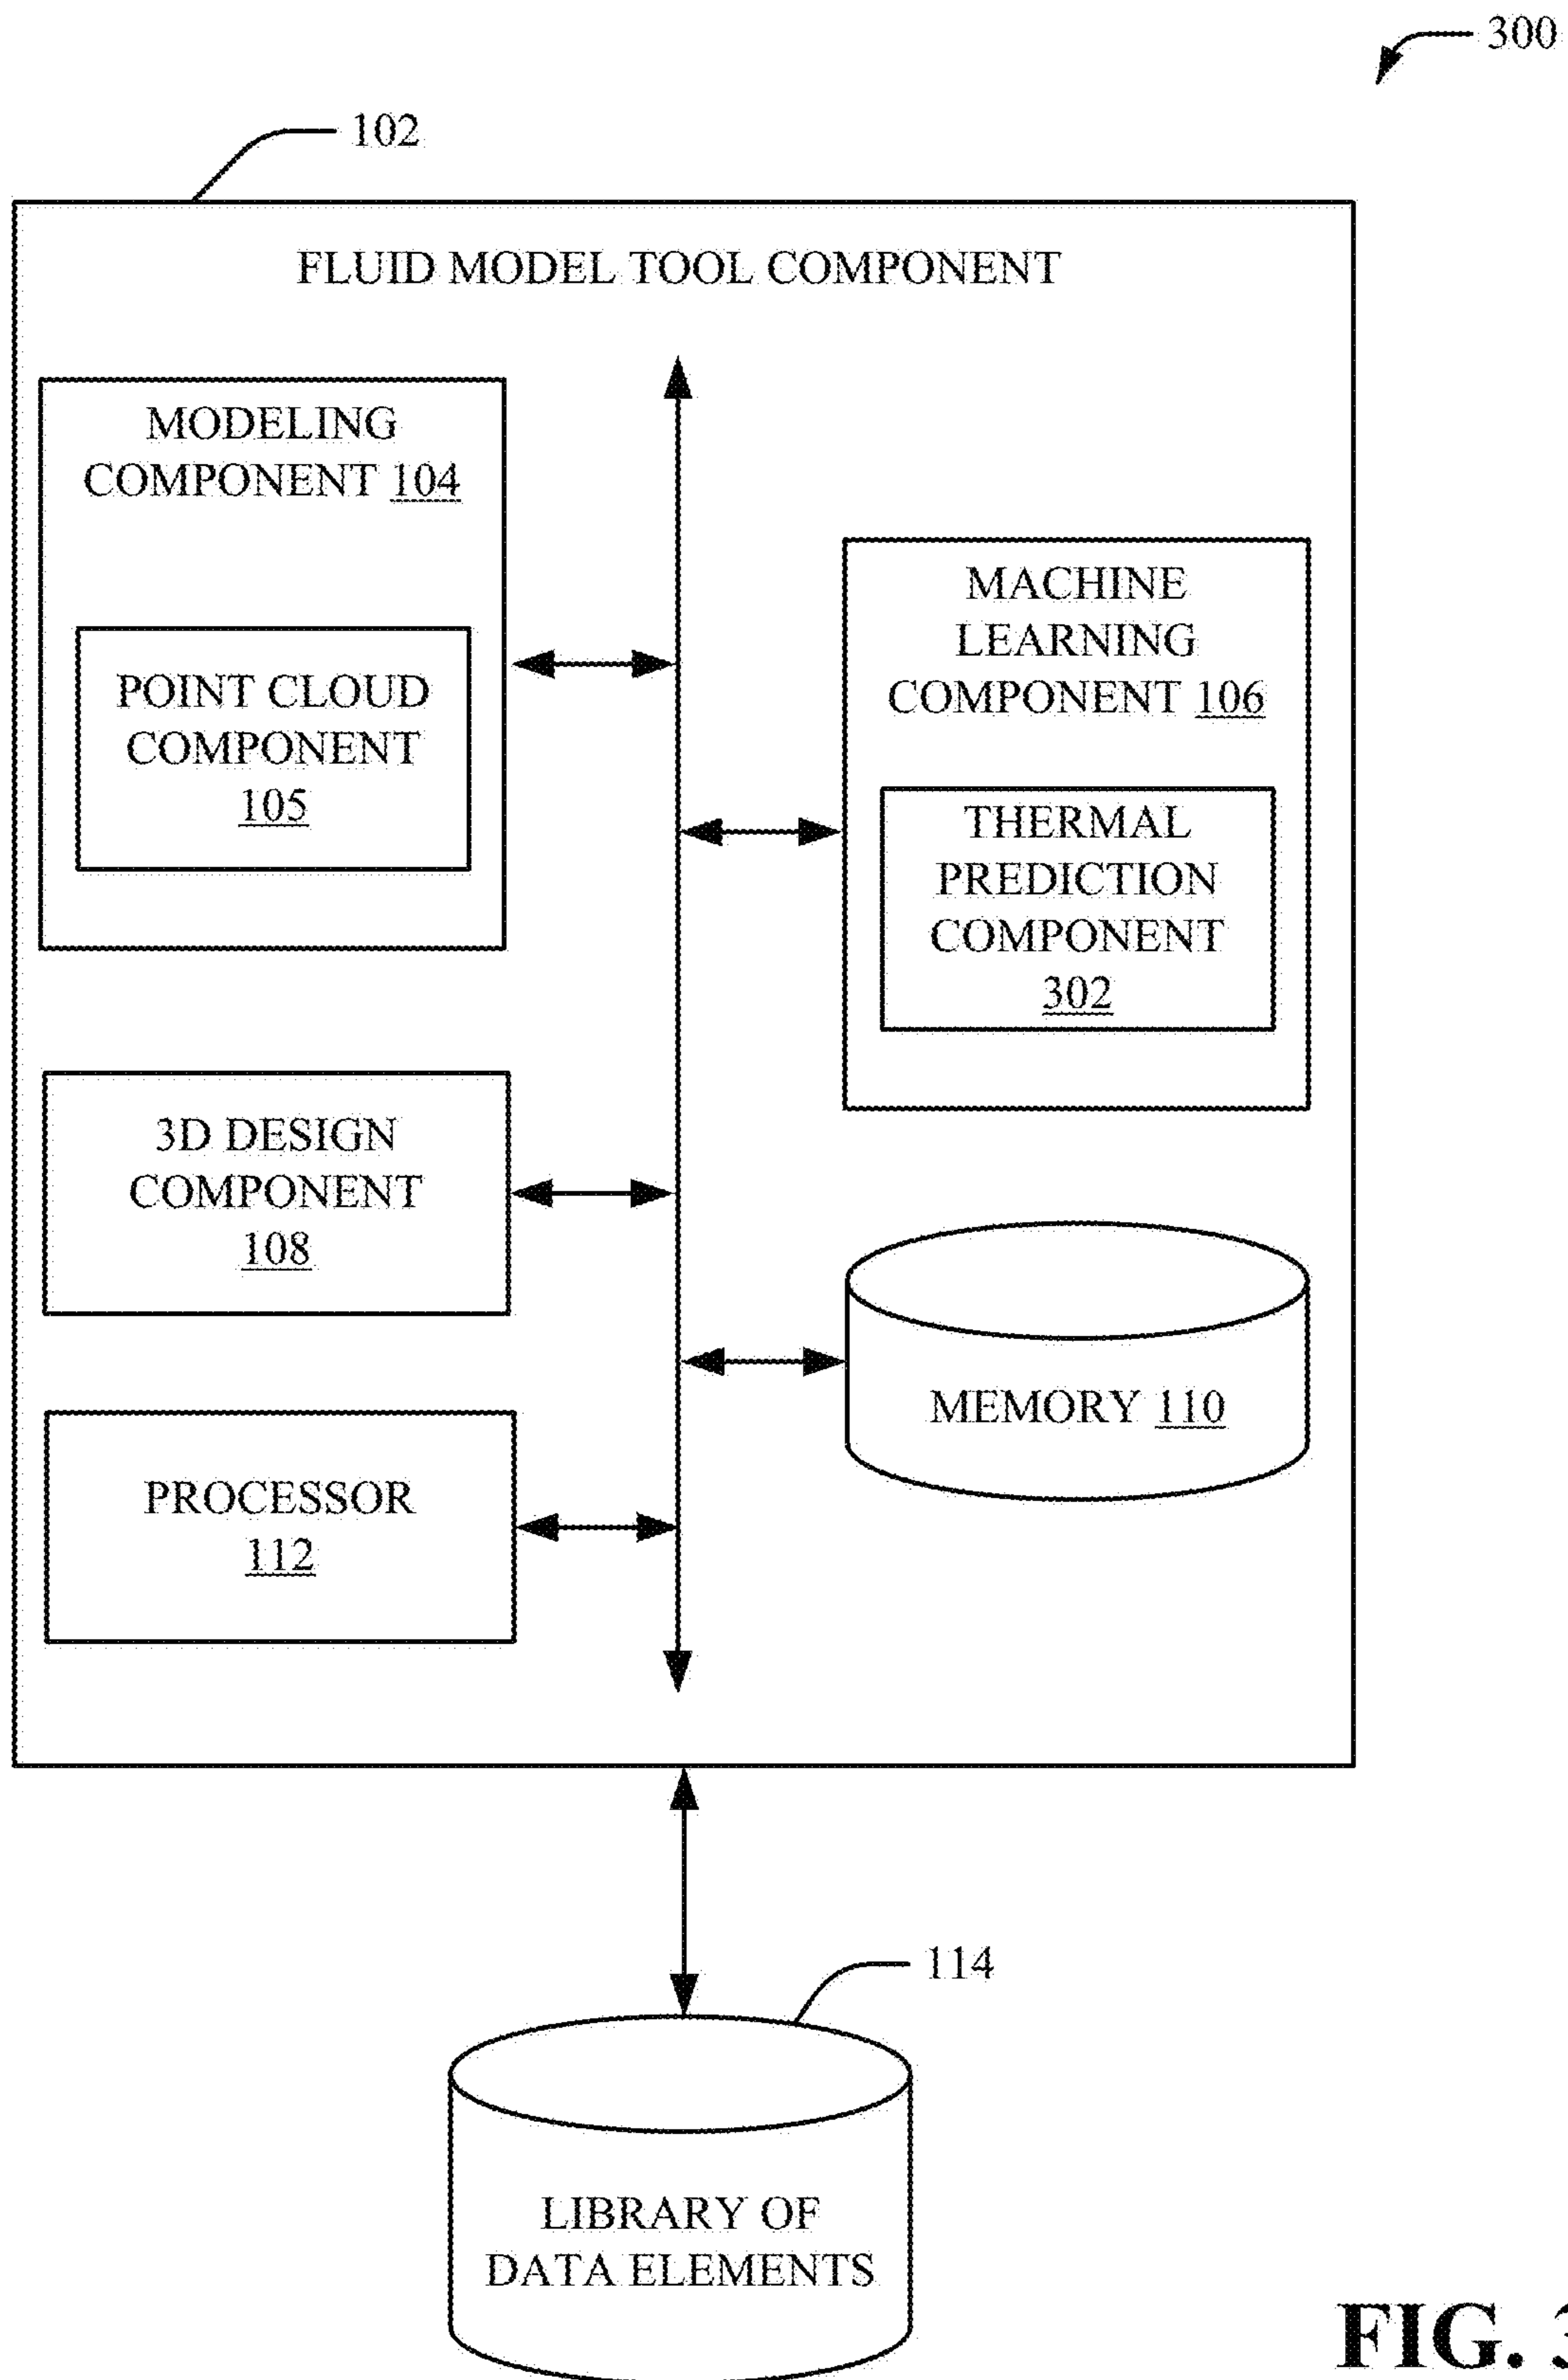 300
102
FLUID MODEL TOOL COMPONENT
MODELING
COMPONENT 104
POINT CLOUD
COMPONENT
105
MACHINE
LEARNING
COMPONENT 106
THERMAL
PREDICTION
COMPONENT
302
3D DESIGN
COMPONENT
108
MEMORY 110
PROCESSOR
112
114
LIBRARY OF
DATA ELEMENTS
FIG. 3